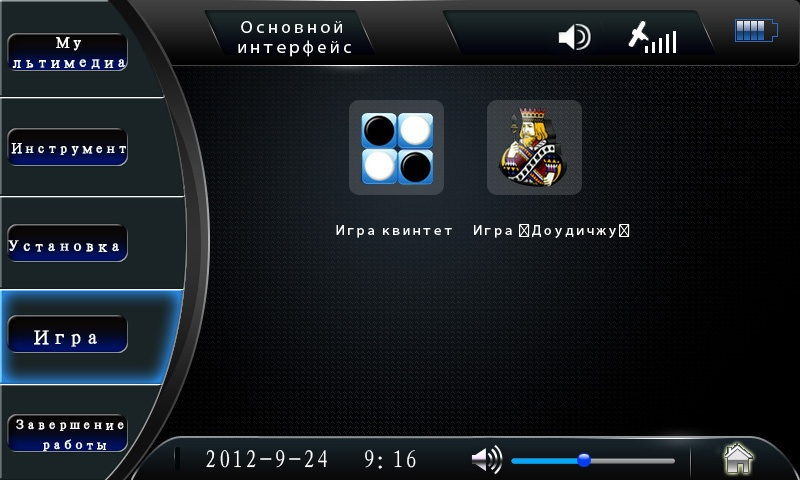 Основной
интерфейс
Му
льтимедиа
Инструмент
Установка
Игра
Завершение
работы
Игра квинтет
Игра Доудичжу
2012-9-24 9:16